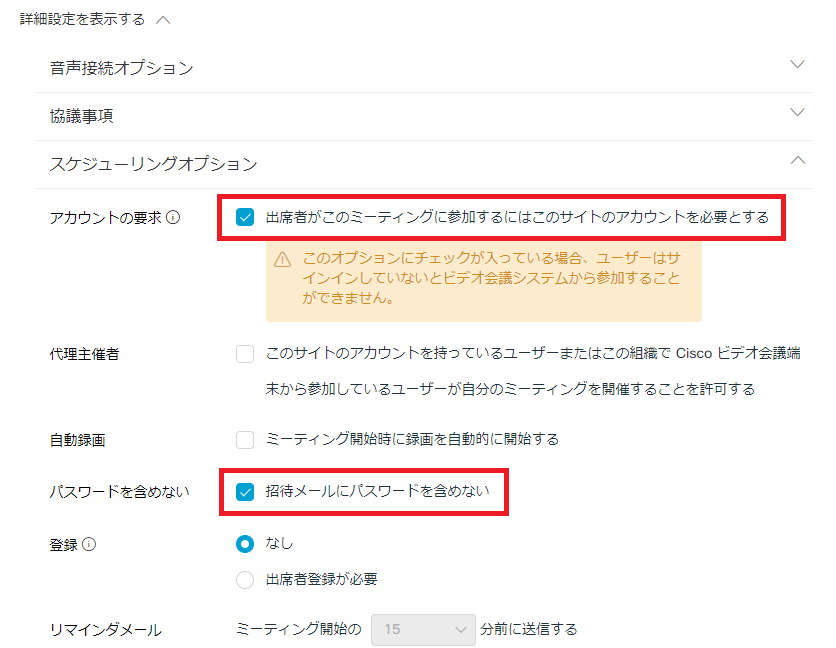 詳細設定を表示する
音声接続オプション
協議事項
スケジューリングオプション
アカウントの要求 出席者がこのミーティングに参加するにはこのサイトのアカウントを必要とする
このオプションにチェックが入っている場合、ユーザーはサ
インインしていないとビデオ会議システムから参加すること
ができません。
代理主催者 このサイトのアカウントを持っているユーザーまたはこの組織で Cisco ビデオ会議端
末から参加しているユーザーが自分のミーティングを開催することを許可する
自動録画 ミーティング開始時に録画を自動的に開始する
パスワードを含めない 招待メールにパスワードを含めない
登録 なし
出席者登録が必要
リマインダメール ミーティング開始の 15 分前に送信する